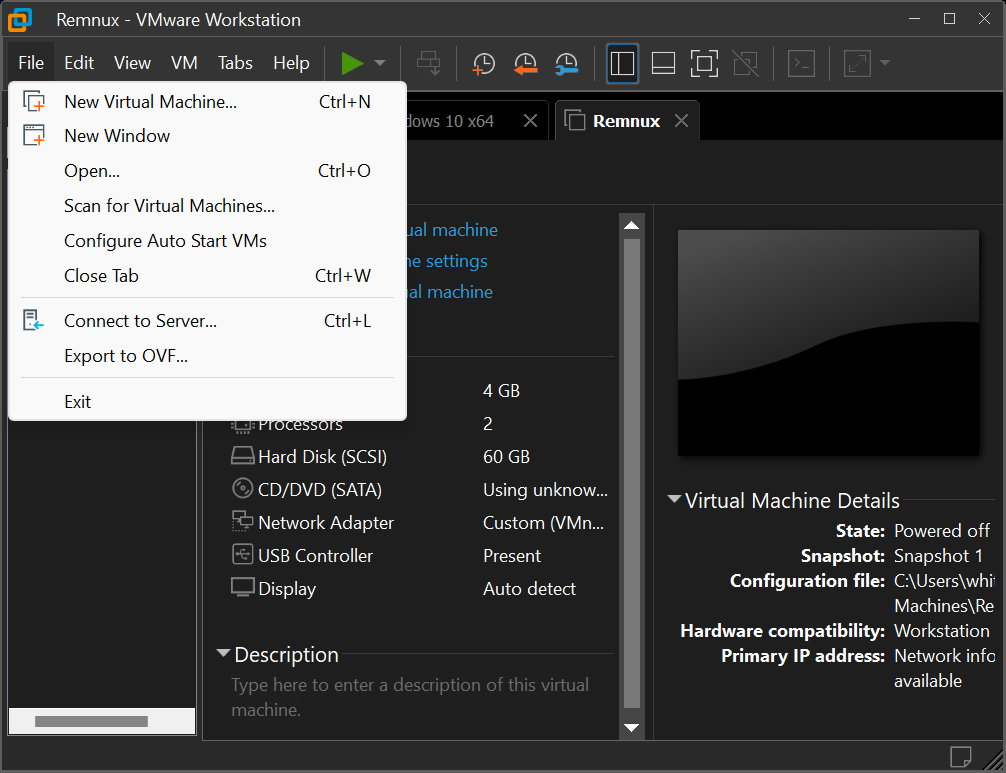 Remnux - VMware Workstation
File Edit View VM Tabs Help
New Virtual Machine... Ctrl+N
New Window
Open... Ctrl+O
Scan for Virtual Machines...
Configure Auto Start VMs
Close Tab Ctrl+W
Connect to Server... Ctrl+L
Export to OVF...
Exit
dows 10 x64
Remnux
ual machine
ne settings
al machine
4 GB
Processors 2
Hard Disk (SCSI) 60 GB
CD/DVD (SATA) Using unknow...
Network Adapter Custom (VMn...
USB Controller Present
Display Auto detect
Description
Type here to enter a description of this virtual
machine.
Virtual Machine Details
State: Powered off
Snapshot: Snapshot 1
Configuration file: C:\Users\whi
Machines\Re
Hardware compatibility: Workstation
Primary IP address: Network info
available